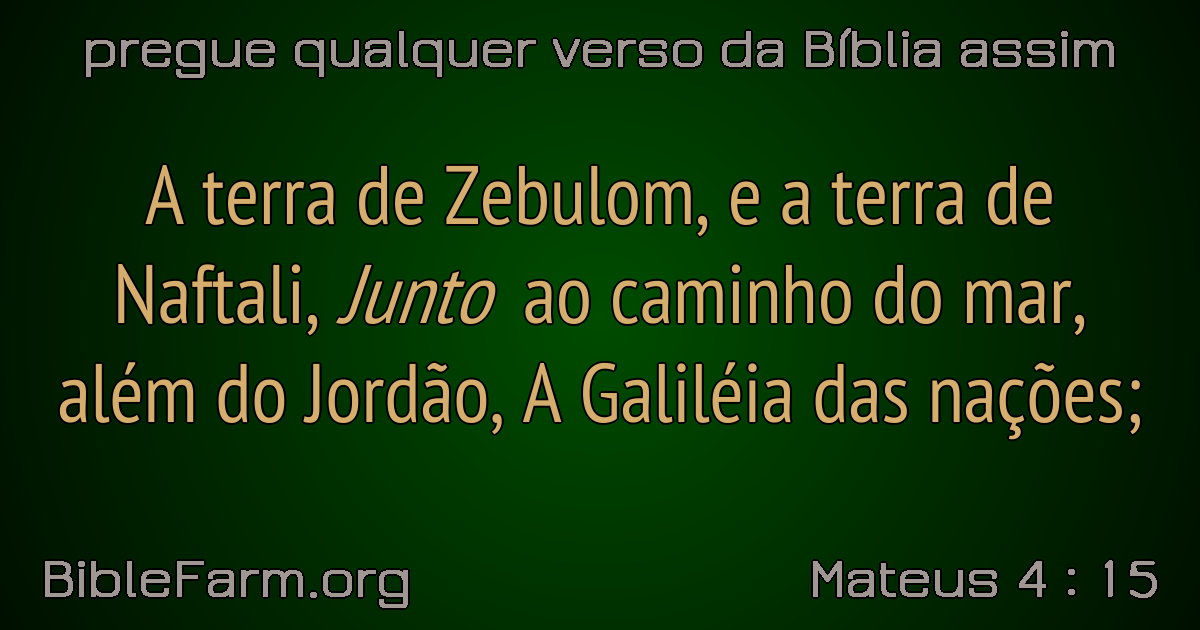 pregue qualquer verso da Bíblia assim
A terra de Zebulom, e a terra de
Naftali, Junto ao caminho do mar,
além do Jordão, A Galiléia das nações;
BibleFarm.org
Mateus 4 : 15